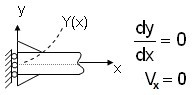 y
Y(x)
x
dy/dx = 0
Vₓ = 0